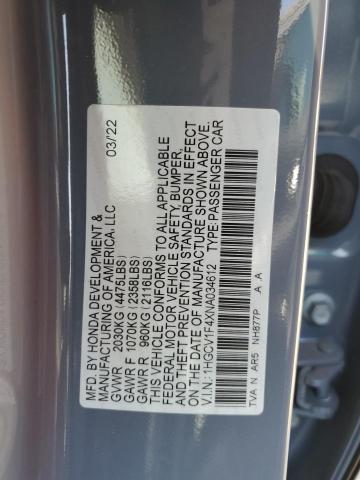 MFD. BY HONDA DEVELOPMENT & 03/22
MANUFACTURING OF AMERICA, LLC
GVWR 2030KG (4475LBS)
GAWR F 1070KG (2358LBS)
GAWR R 960KG (2116LBS)
THIS VEHICLE CONFORMS TO ALL APPLICABLE
FEDERAL MOTOR VEHICLE SAFETY, BUMPER,
AND THEFT PREVENTION STANDARDS IN EFFECT
ON THE DATE OF MANUFACTURE SHOWN ABOVE.
V.I.N.: 1HGCV1F4XNA034612 TYPE:PASSENGER CAR
TVA N AR5 NH877P A A